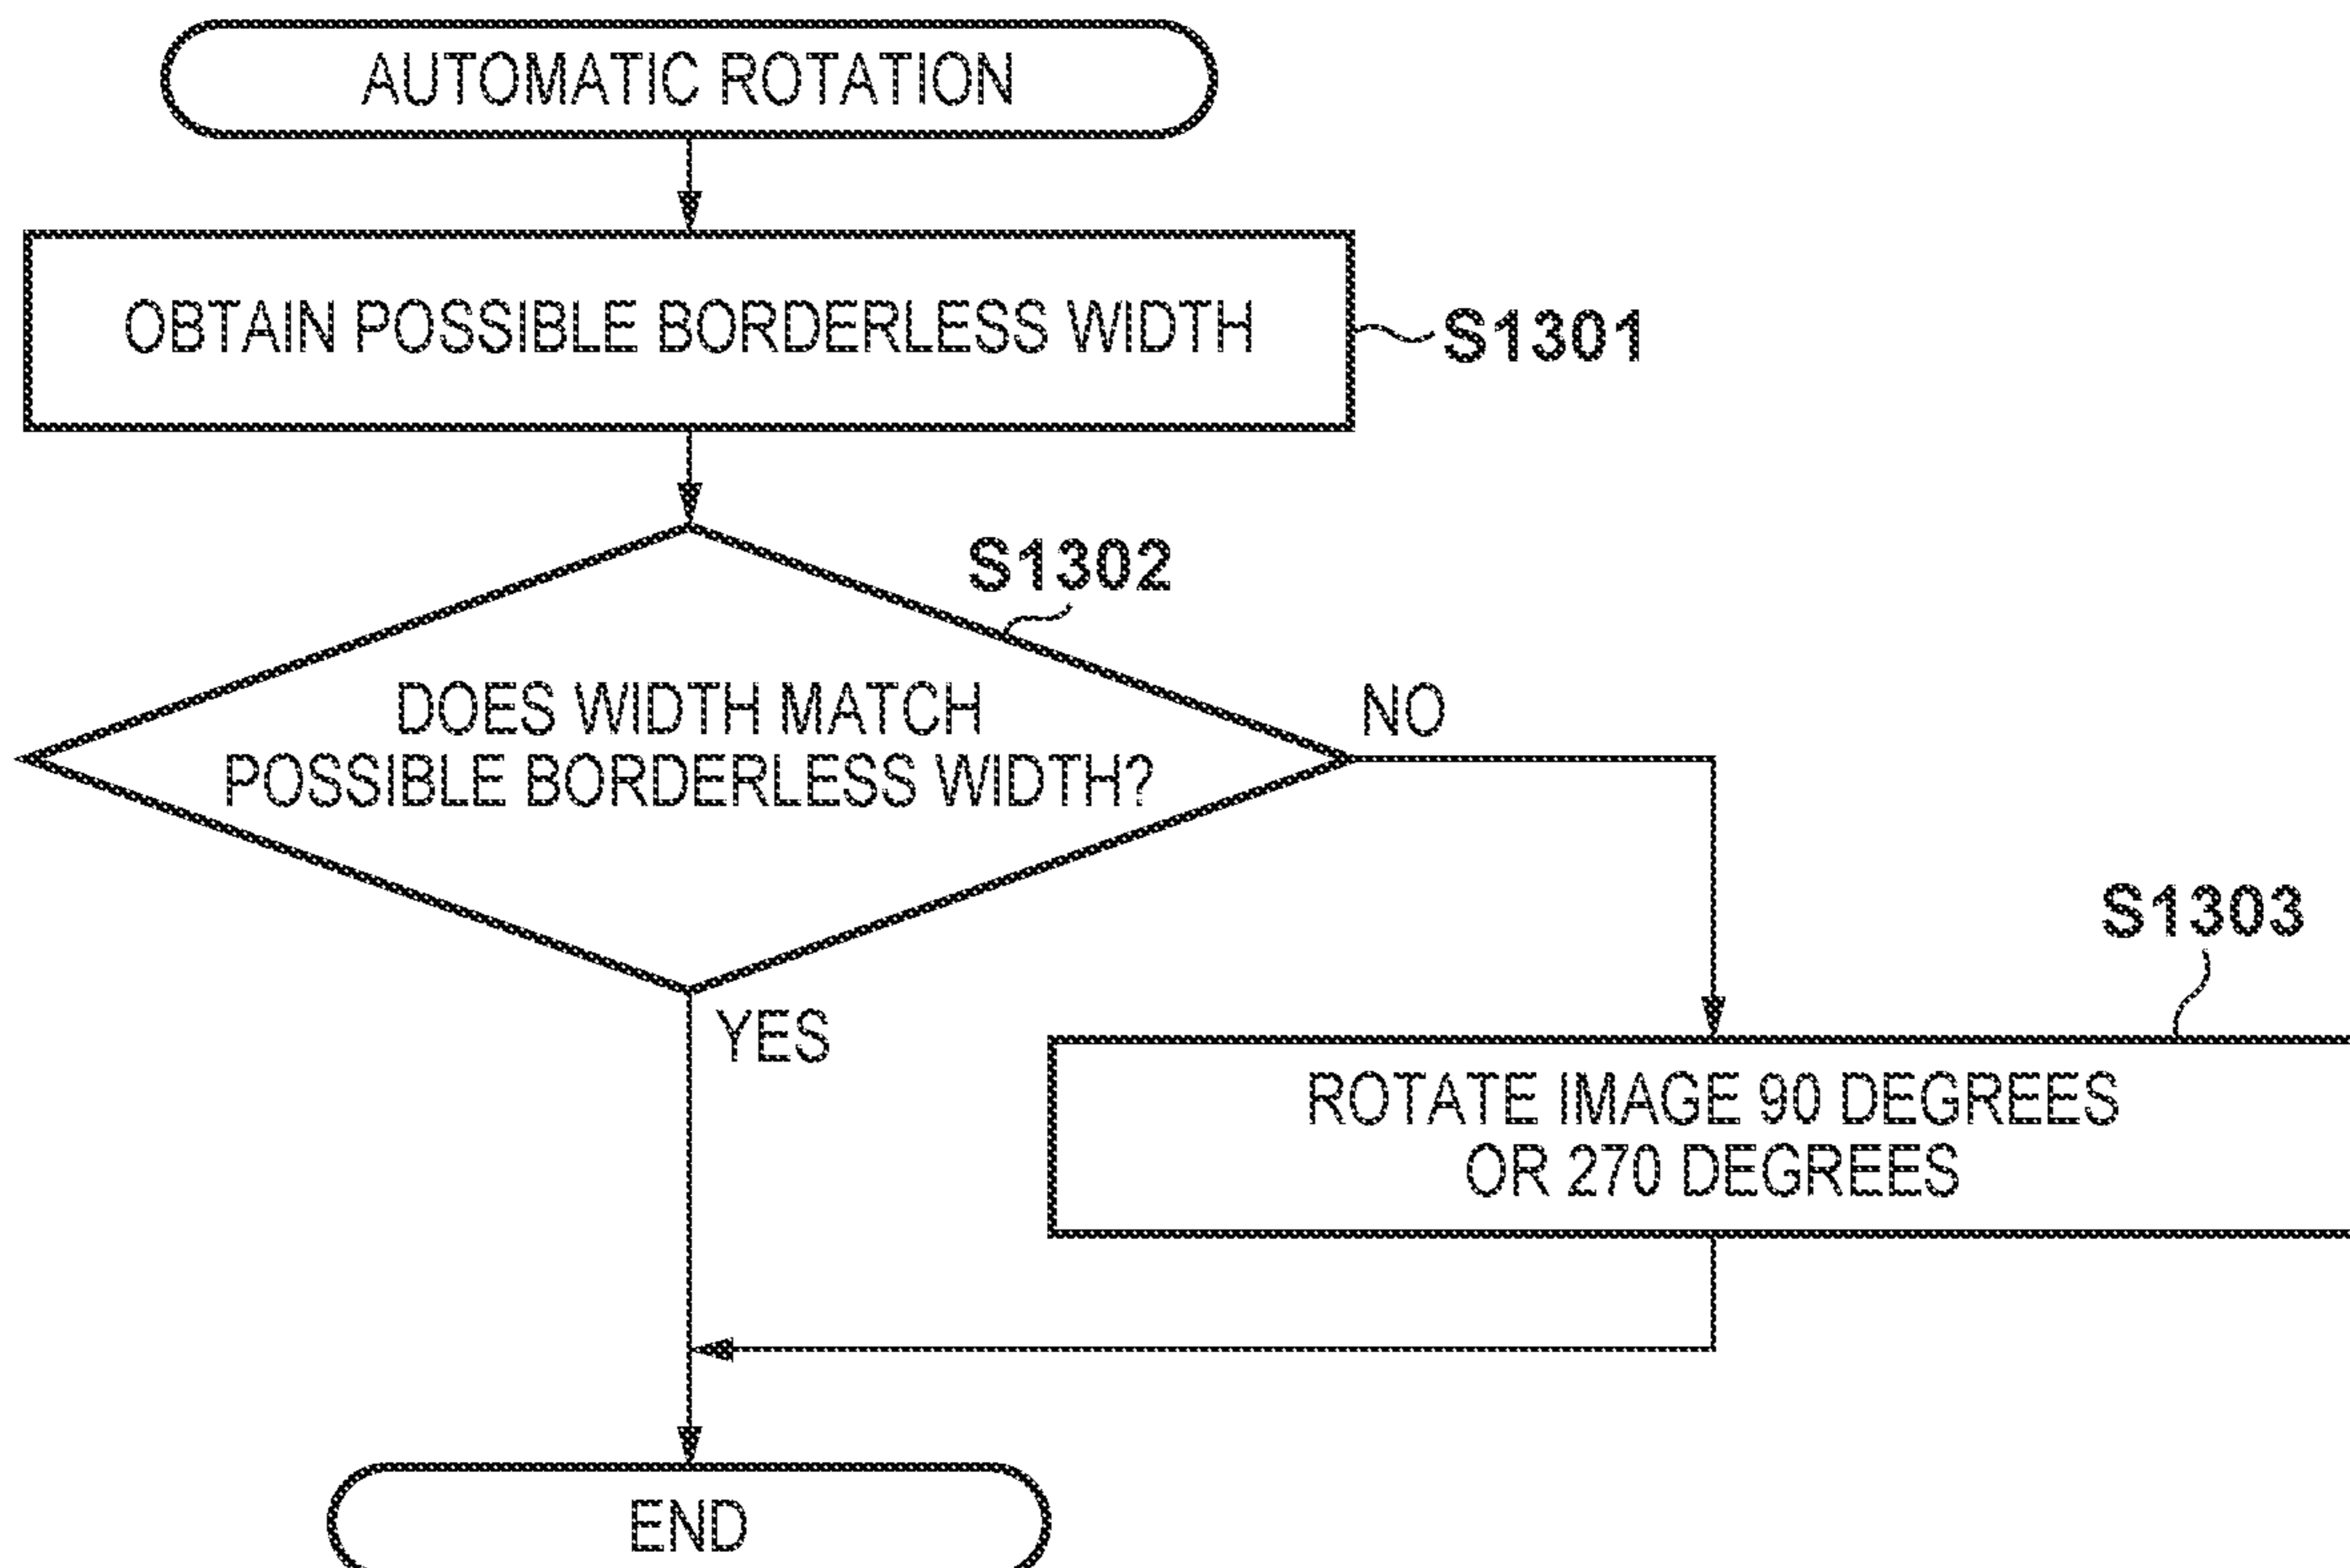 AUTOMATIC ROTATION
OBTAIN POSSIBLE BORDERLESS WIDTH
S1301
S1302
DOES WIDTH MATCH
POSSIBLE BORDERLESS WIDTH?
NO
YES
S1303
ROTATE IMAGE 90 DEGREES
OR 270 DEGREES
END